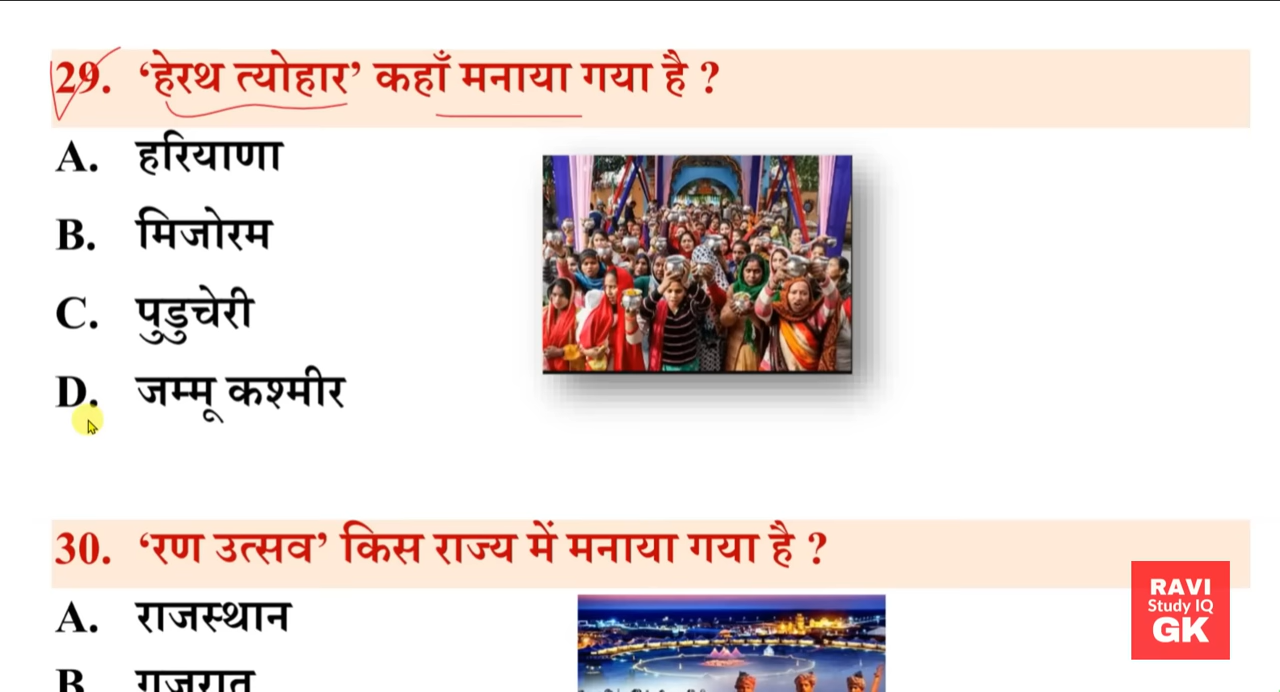 29. ‘हेरथ त्योहार’ कहाँ मनाया गया है ?
A. हरियाणा
B. मिजोरम
C. पुडुचेरी
D. जम्मू कश्मीर
30. ‘रण उत्सव’ किस राज्य में मनाया गया है ?
A. राजस्थान
B. गुजरात
RAVI
Study IQ
GK